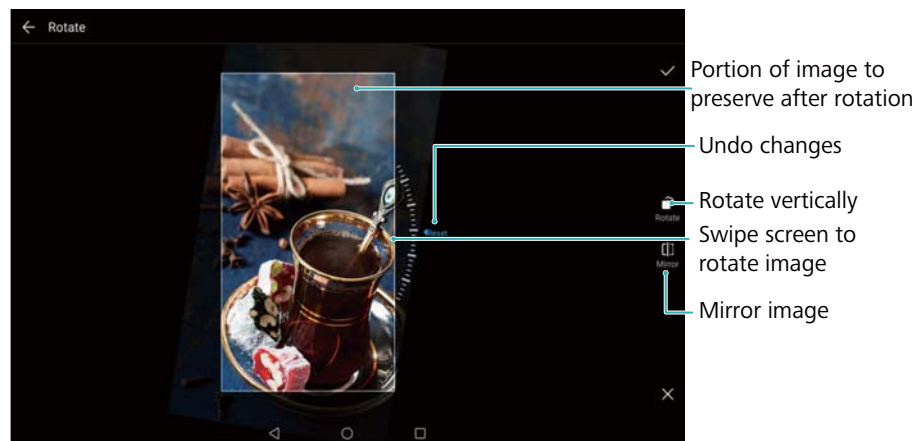 Rotate
Portion of image to
preserve after rotation
Undo changes
Reset
Rotate vertically
Rotate
Swipe screen to
rotate image
Mirror
Mirror image